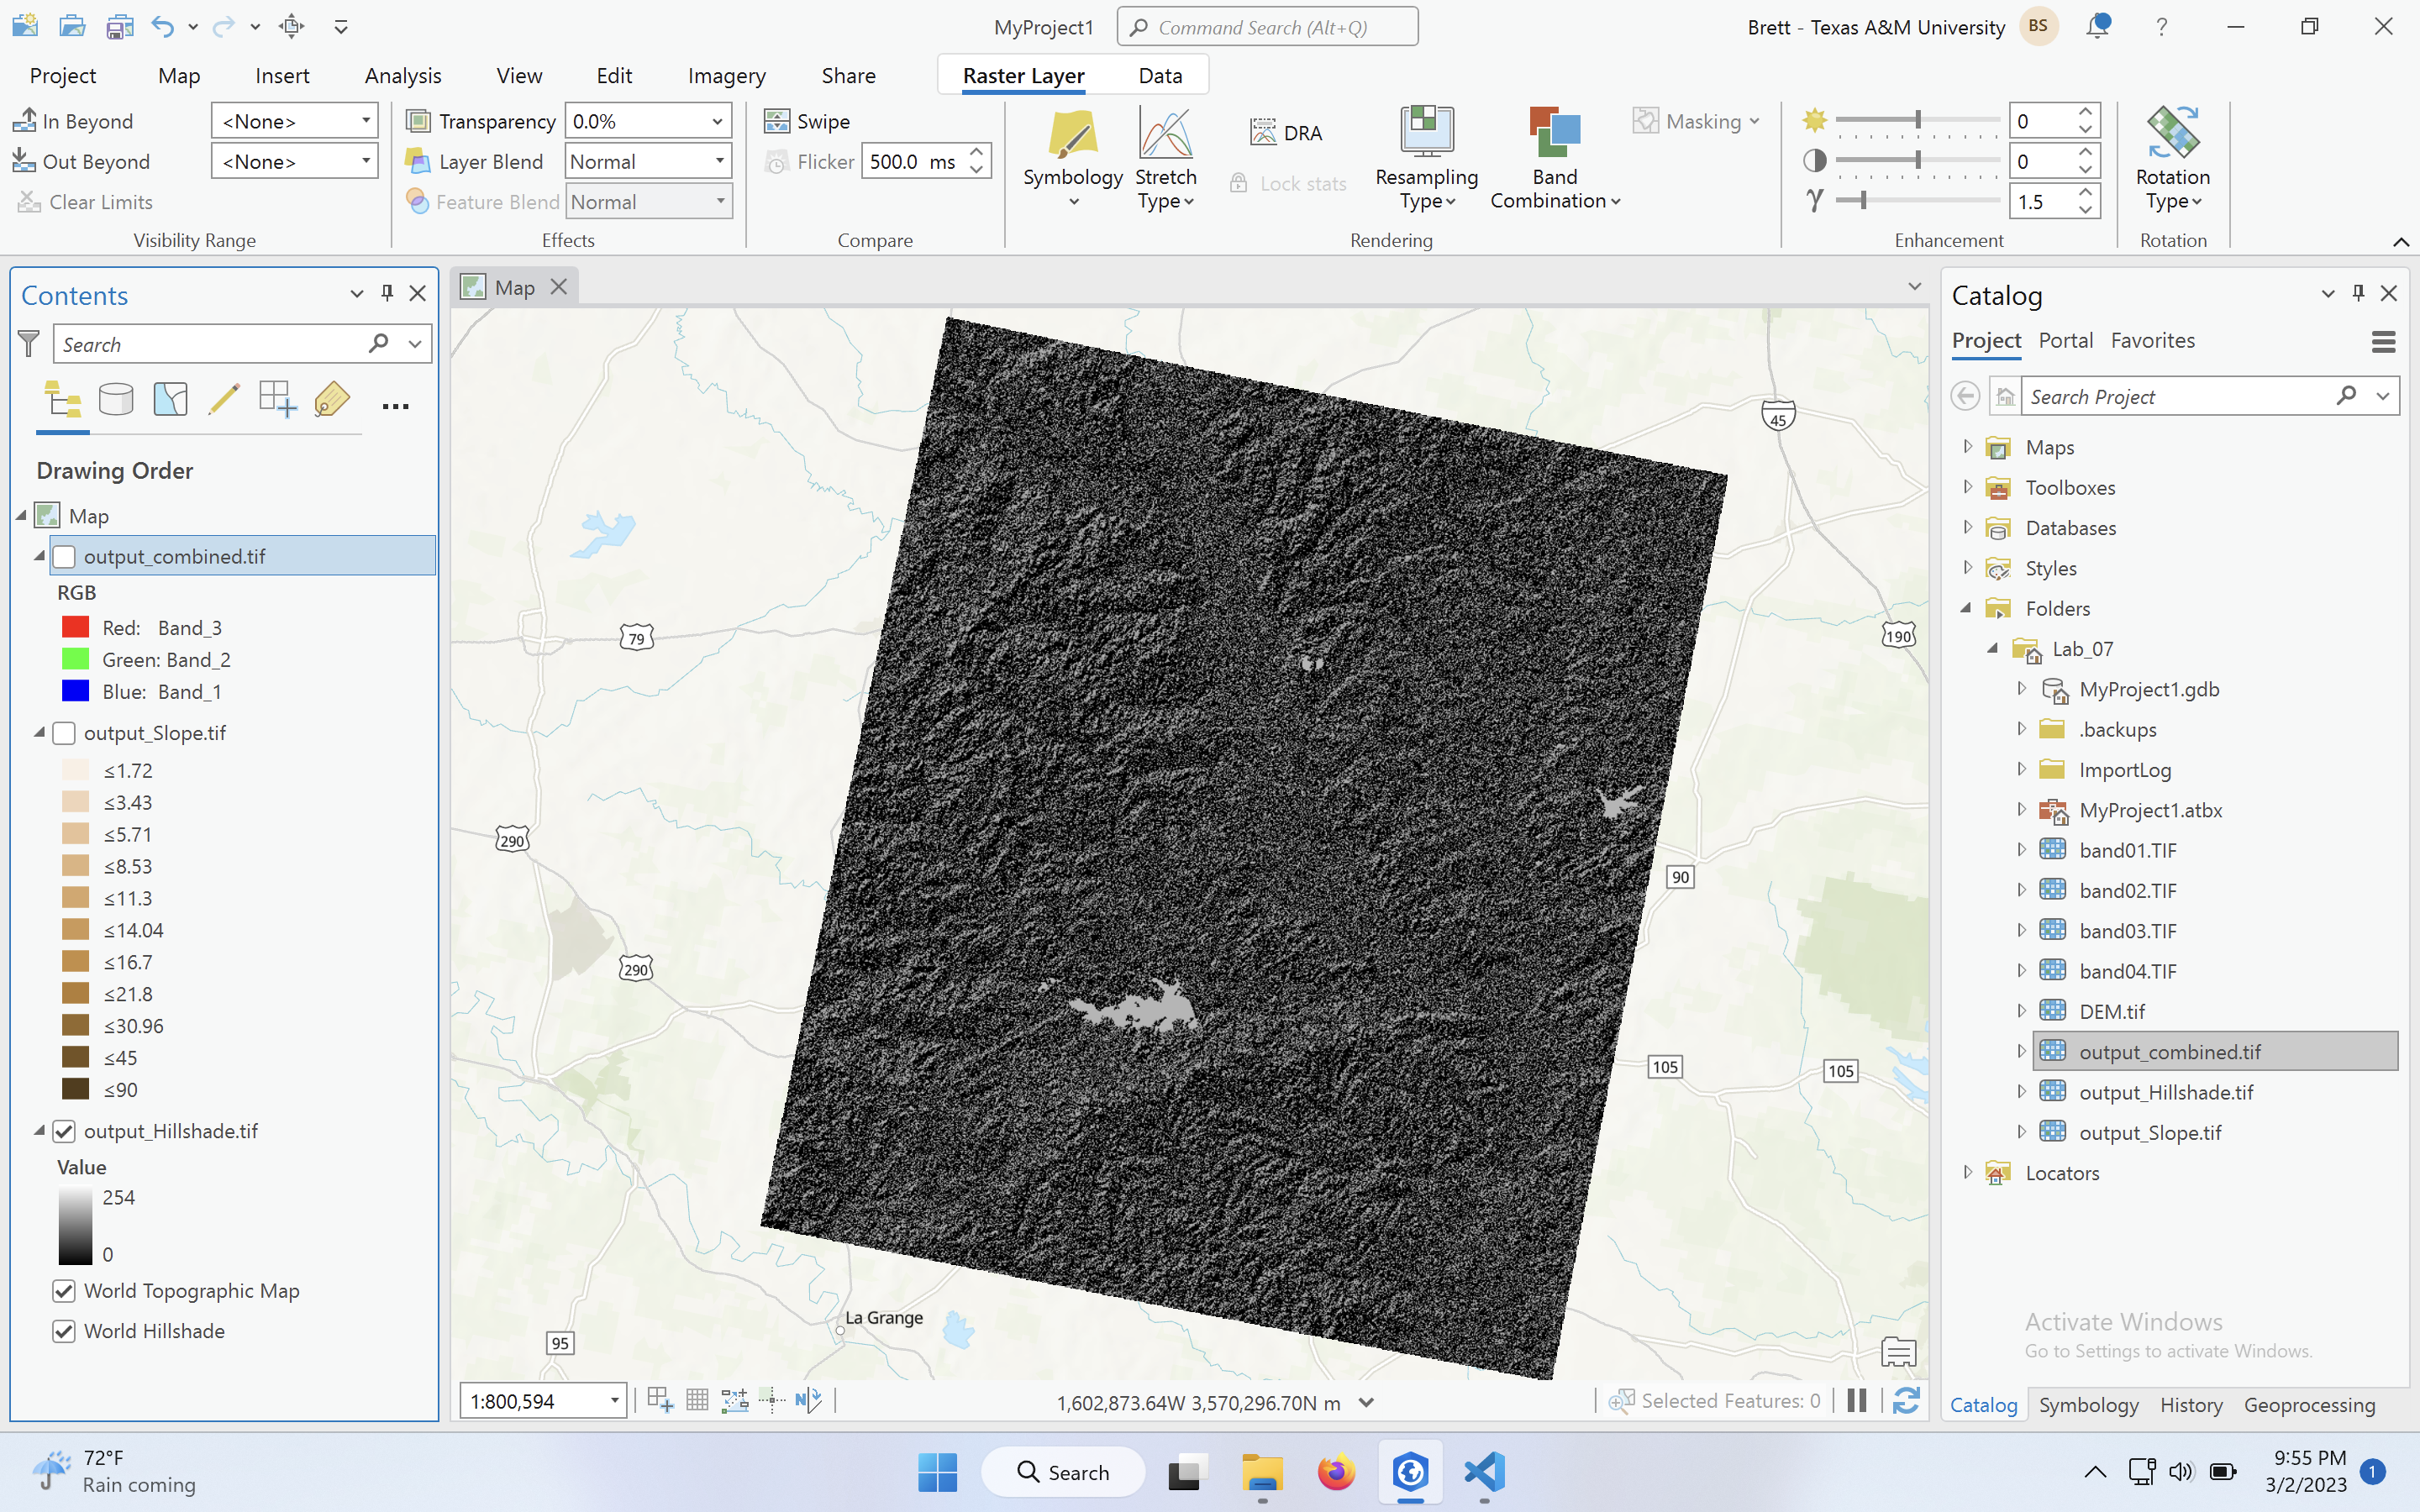 MyProject1
Command Search (Alt+Q)
Brett - Texas A&M University
BS
?
Project
Map
Insert
Analysis
View
Edit
Imagery
Share
Raster Layer
Data
In Beyond
<None>
Out Beyond
<None>
Clear Limits
Visibility Range
Transparency
0.0%
Layer Blend
Normal
Feature Blend
Normal
Effects
Swipe
Flicker
500.0 ms
Compare
Symbology
Stretch
Type
DRA
Lock stats
Resampling
Type
Band
Combination
Masking
Rendering
0
0
γ
1.5
Enhancement
Rotation
Type
Rotation
Contents
Search
Drawing Order
Map
output_combined.tif
RGB
Red: Band_3
Green: Band_2
Blue: Band_1
output_Slope.tif
≤1.72
≤3.43
≤5.71
≤8.53
≤11.3
≤14.04
≤16.7
≤21.8
≤30.96
≤45
≤90
output_Hillshade.tif
Value
254
0
World Topographic Map
World Hillshade
Map
45
79
190
290
290
90
105
105
La Grange
95
1:800,594
N
1,602,873.64W 3,570,296.70N m
Selected Features: 0
Catalog
Project
Portal
Favorites
Search Project
Maps
Toolboxes
Databases
Styles
Folders
Lab_07
MyProject1.gdb
.backups
ImportLog
MyProject1.atbx
band01.TIF
band02.TIF
band03.TIF
band04.TIF
DEM.tif
output_combined.tif
output_Hillshade.tif
output_Slope.tif
Locators
Activate Windows
Go to Settings to activate Windows.
Catalog
Symbology
History
Geoprocessing
72°F
Rain coming
Search
9:55 PM
3/2/2023
1